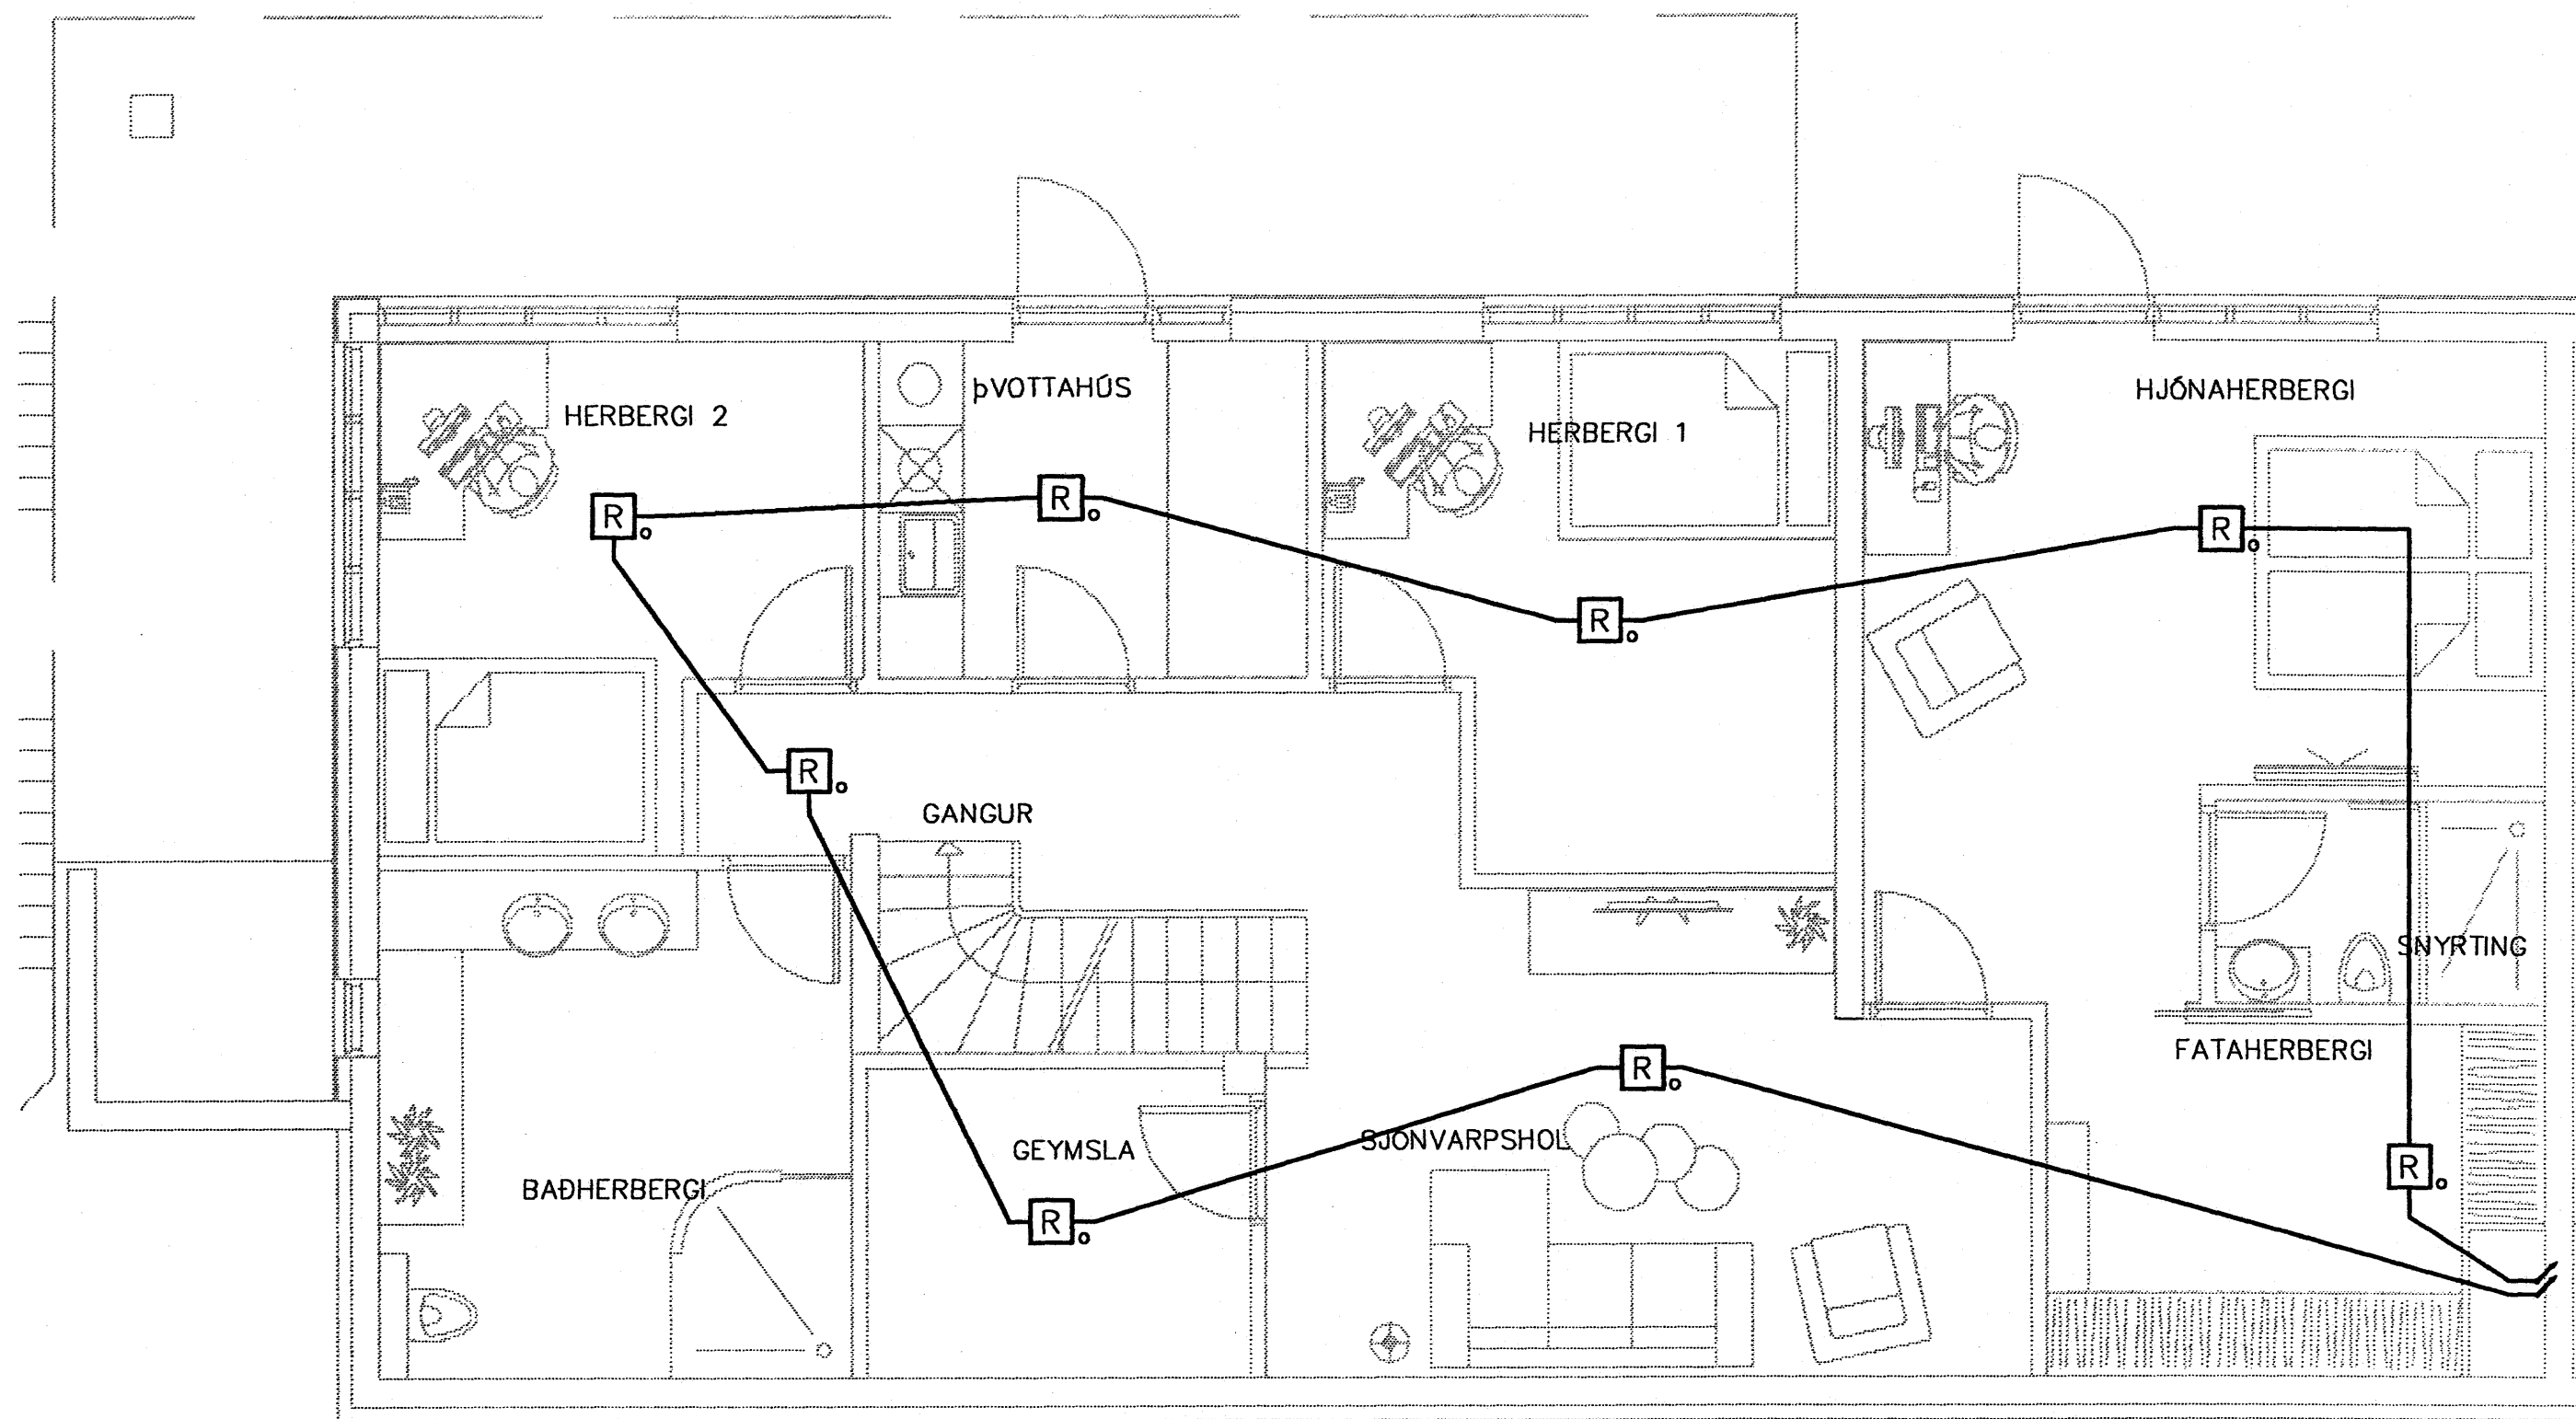 ÞVOTTAHÚS
HJÓNAHERBERGI
HERBERGI 2
HERBERGI 1
R
R
R
R
R
GANGUR
SNYRTING
FATAHERBERGI
R
SJÓNVARPSHOL
GEYMSLA
R
BAÐHERBERGI
R